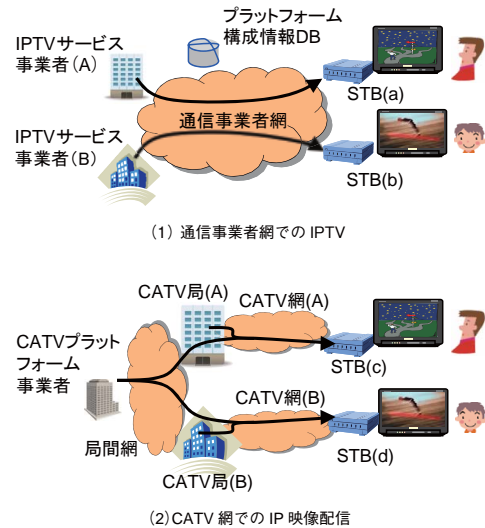 プラットフォーム
構成情報DB
IPTVサービス
事業者(A)
STB(a)
通信事業者網
IPTVサービス
事業者(B)
STB(b)
(1) 通信事業者網での IPTV
CATV局(A)
CATV網(A)
CATVプラット
フォーム
事業者
STB(c)
CATV網(B)
局間網
STB(d)
CATV局(B)
(2)CATV 網での IP 映像配信